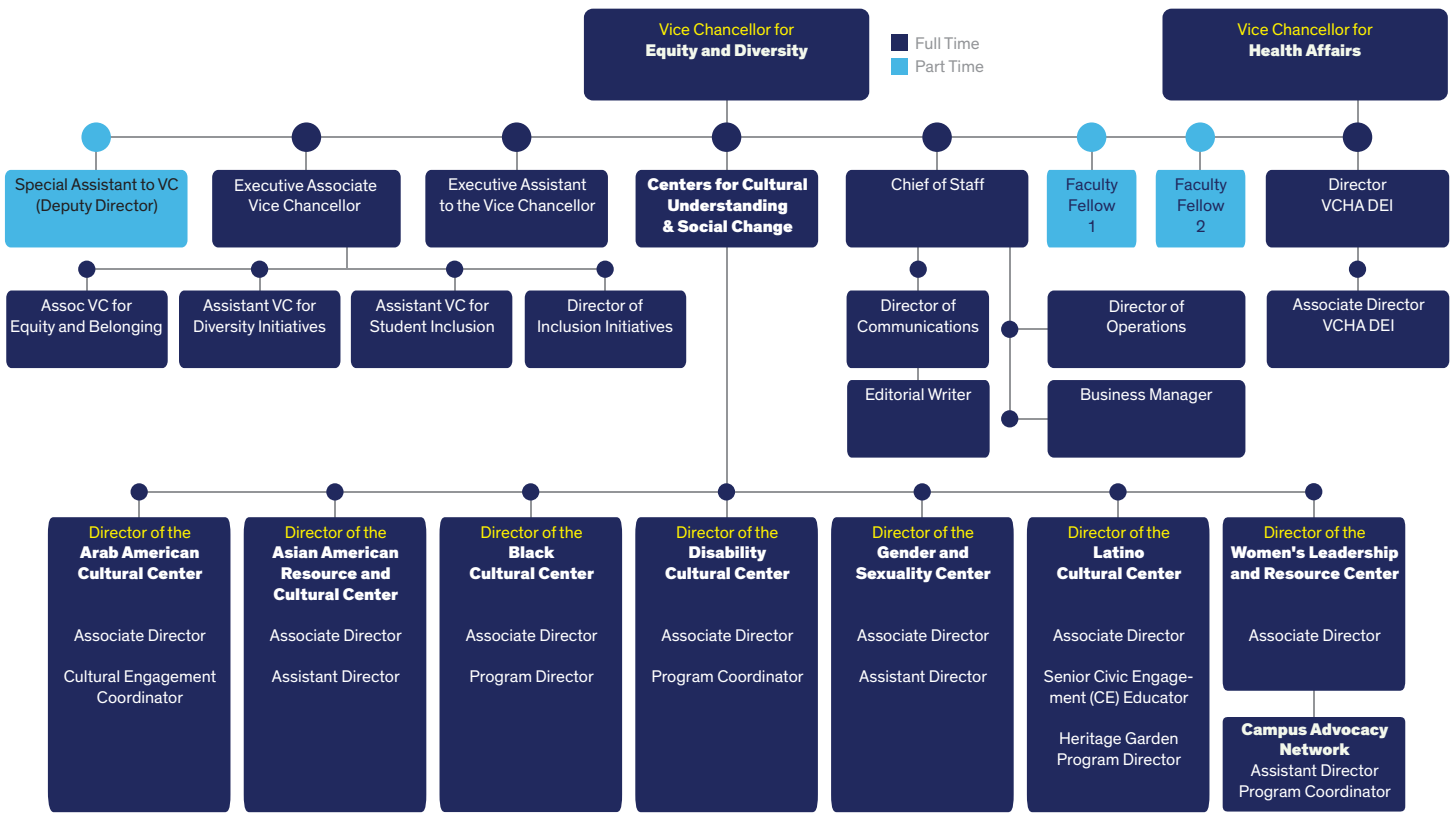 Vice Chancellor for
Equity and Diversity
Full Time
Part Time
Vice Chancellor for
Health Affairs
Special Assistant to VC
(Deputy Director)
Executive Associate
Vice Chancellor
Executive Assistant
to the Vice Chancellor
Centers for Cultural
Understanding
& Social Change
Chief of Staff
Faculty
Fellow
1
Faculty
Fellow
2
Director
VCHA DEI
Assoc VC for
Equity and Belonging
Assistant VC for
Diversity Initiatives
Assistant VC for
Student Inclusion
Director of
Inclusion Initiatives
Director of
Communications
Director of
Operations
Associate Director
VCHA DEI
Editorial Writer
Business Manager
Director of the
Arab American
Cultural Center
Associate Director
Cultural Engagement
Coordinator
Director of the
Asian American
Resource and
Cultural Center
Associate Director
Assistant Director
Director of the
Black
Cultural Center
Associate Director
Program Director
Director of the
Disability
Cultural Center
Associate Director
Program Coordinator
Director of the
Gender and
Sexuality Center
Associate Director
Assistant Director
Director of the
Latino
Cultural Center
Associate Director
Senior Civic Engage-
ment (CE) Educator
Heritage Garden
Program Director
Director of the
Women's Leadership
and Resource Center
Associate Director
Campus Advocacy
Network
Assistant Director
Program Coordinator